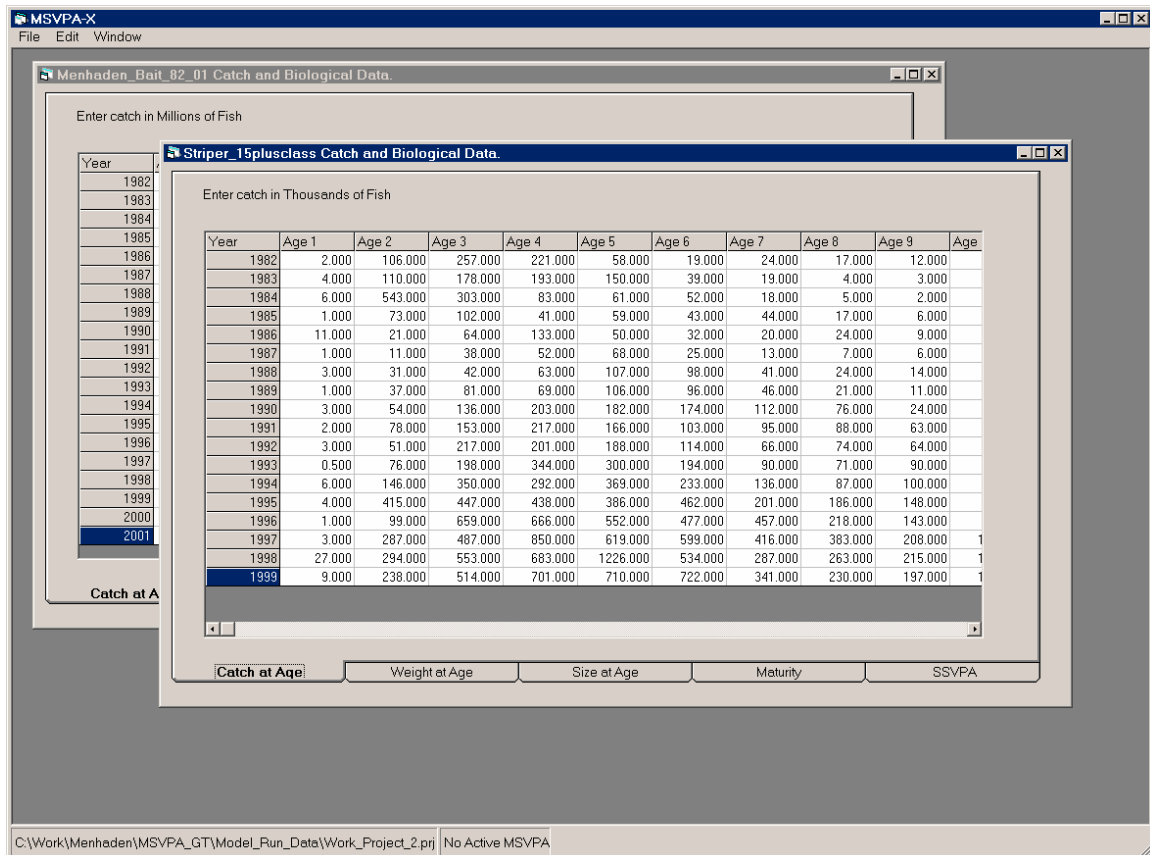 MSVPA-X
File Edit Window
Menhaden_Bait_82_01 Catch and Biological Data.
Enter catch in Millions of Fish
Year
1982
1983
1984
1985
1986
1987
1988
1989
1990
1991
1992
1993
1994
1995
1996
1997
1998
1999
2000
2001
Catch at A
Striper_15plusclass Catch and Biological Data.
Enter catch in Thousands of Fish
Year Age 1 Age 2 Age 3 Age 4 Age 5 Age 6 Age 7 Age 8 Age 9 Age
1982 2.000 106.000 257.000 221.000 58.000 19.000 24.000 17.000 12.000
1983 4.000 110.000 178.000 193.000 150.000 39.000 19.000 4.000 3.000
1984 6.000 543.000 303.000 83.000 61.000 52.000 18.000 5.000 2.000
1985 1.000 73.000 102.000 41.000 59.000 43.000 44.000 17.000 6.000
1986 11.000 21.000 64.000 133.000 50.000 32.000 20.000 24.000 9.000
1987 1.000 11.000 38.000 52.000 68.000 25.000 13.000 7.000 6.000
1988 3.000 31.000 42.000 63.000 107.000 98.000 41.000 24.000 14.000
1989 1.000 37.000 81.000 69.000 106.000 96.000 46.000 21.000 11.000
1990 3.000 54.000 136.000 203.000 182.000 174.000 112.000 76.000 24.000
1991 2.000 78.000 153.000 217.000 166.000 103.000 95.000 88.000 63.000
1992 3.000 51.000 217.000 201.000 188.000 114.000 66.000 74.000 64.000
1993 0.500 76.000 198.000 344.000 300.000 194.000 90.000 71.000 90.000
1994 6.000 146.000 350.000 292.000 369.000 233.000 136.000 87.000 100.000
1995 4.000 415.000 447.000 438.000 386.000 462.000 201.000 186.000 148.000
1996 1.000 99.000 659.000 666.000 552.000 477.000 457.000 218.000 143.000
1997 3.000 287.000 487.000 850.000 619.000 599.000 416.000 383.000 208.000 1
1998 27.000 294.000 553.000 683.000 1226.000 534.000 287.000 263.000 215.000 1
1999 9.000 238.000 514.000 701.000 710.000 722.000 341.000 230.000 197.000 1
Catch at Age Weight at Age Size at Age Maturity SSVPA
C:\Work\Menhaden\MSVPA_GT\Model_Run_Data\Work_Project_2.prj No Active MSVPA